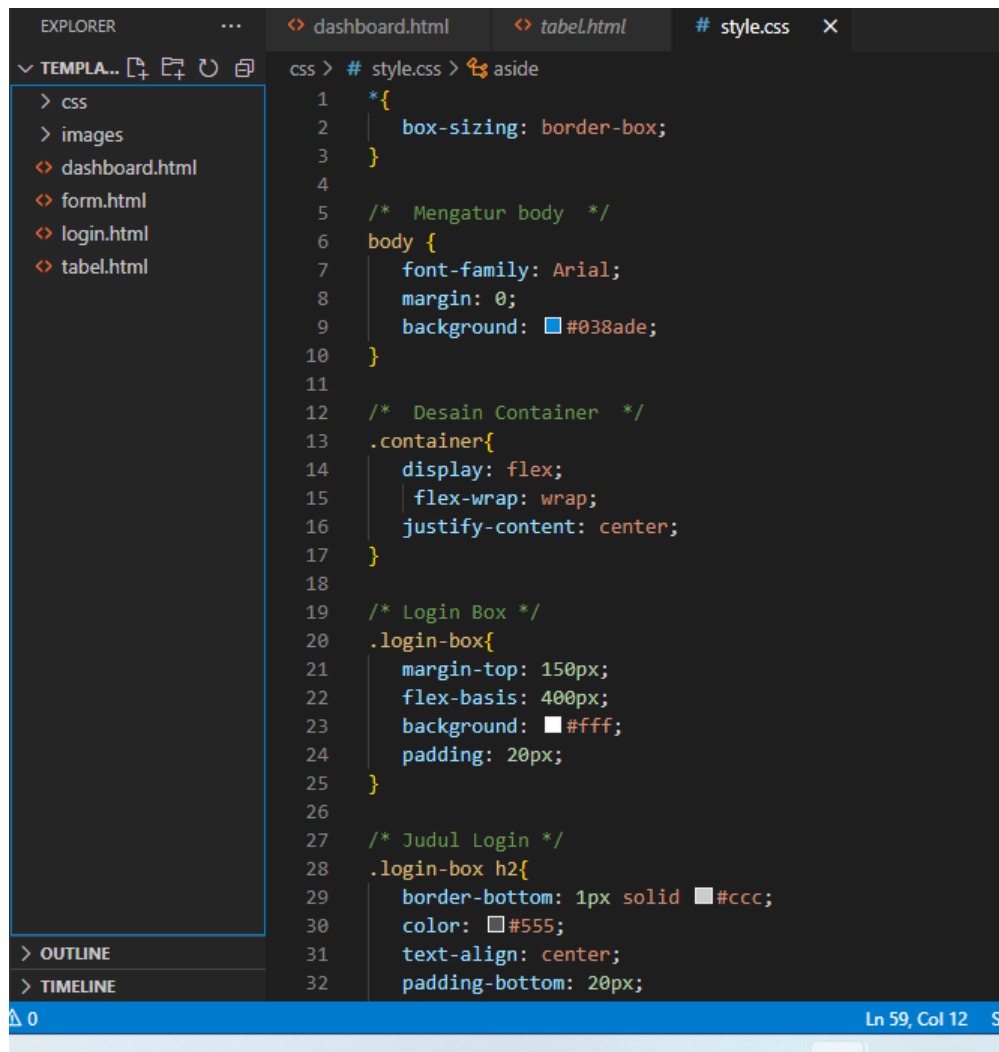 EXPLORER ...
TEMPLA...
css
images
dashboard.html
form.html
login.html
tabel.html
OUTLINE
TIMELINE
dashboard.html tabel.html # style.css ×
css > # style.css > aside
1 *{
2 box-sizing: border-box;
3 }
4
5 /*  Mengatur body  */
6 body {
7 font-family: Arial;
8 margin: 0;
9 background: #038ade;
10 }
11
12 /*  Desain Container  */
13 .container{
14 display: flex;
15 flex-wrap: wrap;
16 justify-content: center;
17 }
18
19 /* Login Box */
20 .login-box{
21 margin-top: 150px;
22 flex-basis: 400px;
23 background: #fff;
24 padding: 20px;
25 }
26
27 /* Judul Login */
28 .login-box h2{
29 border-bottom: 1px solid #ccc;
30 color: #555;
31 text-align: center;
32 padding-bottom: 20px;
0 Ln 59, Col 12